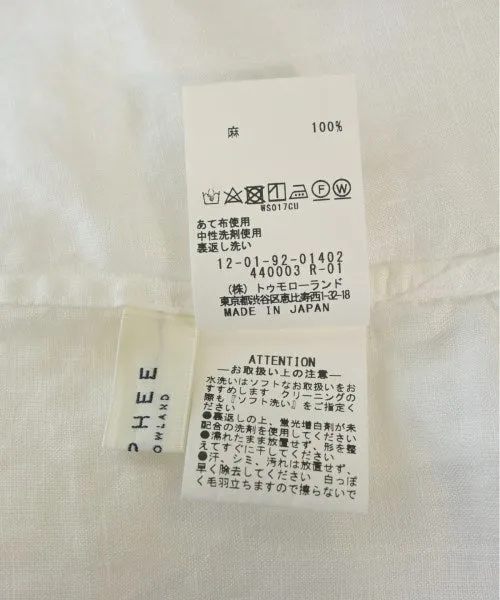 麻 100%
WS017CU
F W
あて布使用
中性洗剤使用
裏返し洗い
12-01-92-01402
440003 R-01
(株) トゥモローランド
東京都渋谷区恵比寿西1-32-18
MADE IN JAPAN
ATTENTION
―お取扱い上の注意―
水洗いはソフトなお取扱いをお
すすめします クリーニングの
際も『ソフト洗い』をご指定く
ださい
●裏返しの上、蛍光増白剤が未
配合の洗剤を使用してください
●濡れたまま放置せず、形を整
えてすぐに干してください
●汗、シミ、汚れは放置せず、
早く除去してください 白っぽ
く毛羽立ちますので擦らないで
PHEE
OWLAND